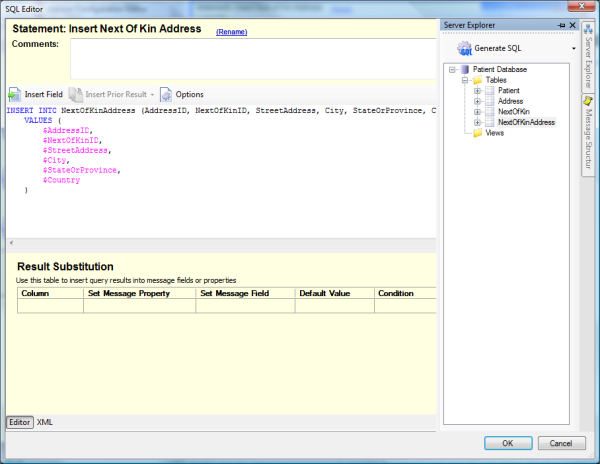 SQL Editor
Statement: Insert Next Of Kin Address (Rename)
Comments:
Insert Field Insert Prior Result Options
INSERT INTO NextOfKinAddress (AddressID, NextOfKinID, StreetAddress, City, StateOrProvince, C
VALUES (
$AddressID,
$NextOfKinID,
$StreetAddress,
$City,
$StateOrProvince,
$Country
)
Result Substitution
Use this table to insert query results into message fields or properties
Column Set Message Property Set Message Field Default Value Condition
Editor XML
Server Explorer
Generate SQL
Patient Database
Tables
Patient
Address
NextOfKin
NextOfKinAddress
Views
Server Explorer
Message Structur
OK Cancel